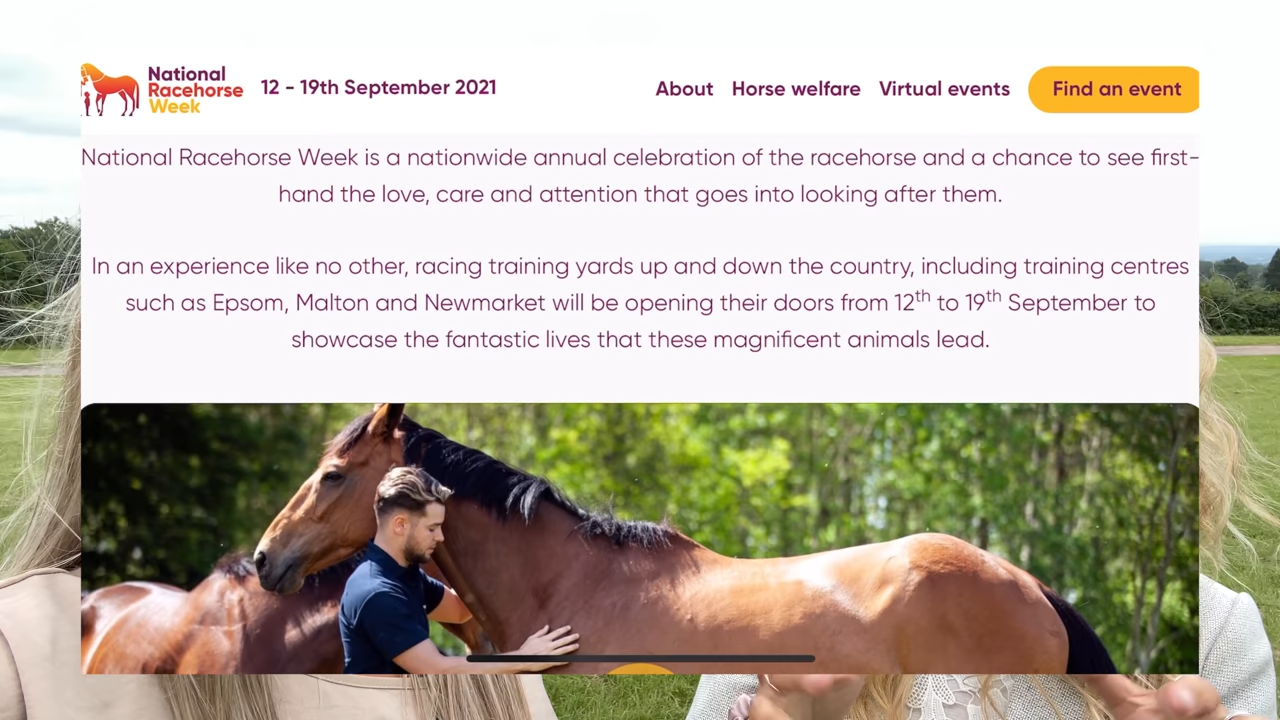 National
Racehorse
Week
12 - 19th September 2021
About Horse welfare Virtual events Find an event
National Racehorse Week is a nationwide annual celebration of the racehorse and a chance to see first-
hand the love, care and attention that goes into looking after them.
In an experience like no other, racing training yards up and down the country, including training centres
such as Epsom, Malton and Newmarket will be opening their doors from 12th to 19th September to
showcase the fantastic lives that these magnificent animals lead.